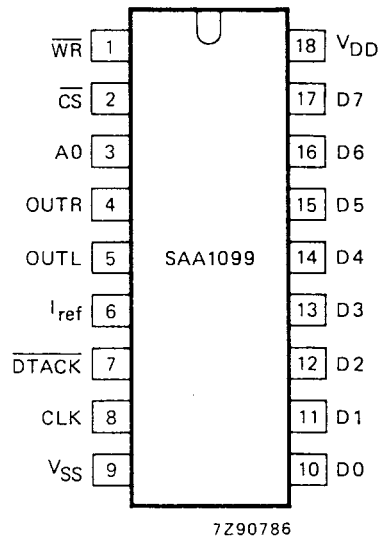 WR 1 18 VDD
CS 2 17 D7
A0 3 16 D6
OUTR 4 15 D5
OUTL 5 SAA1099 14 D4
Iref 6 13 D3
DTACK 7 12 D2
CLK 8 11 D1
VSS 9 10 D0
7Z90786